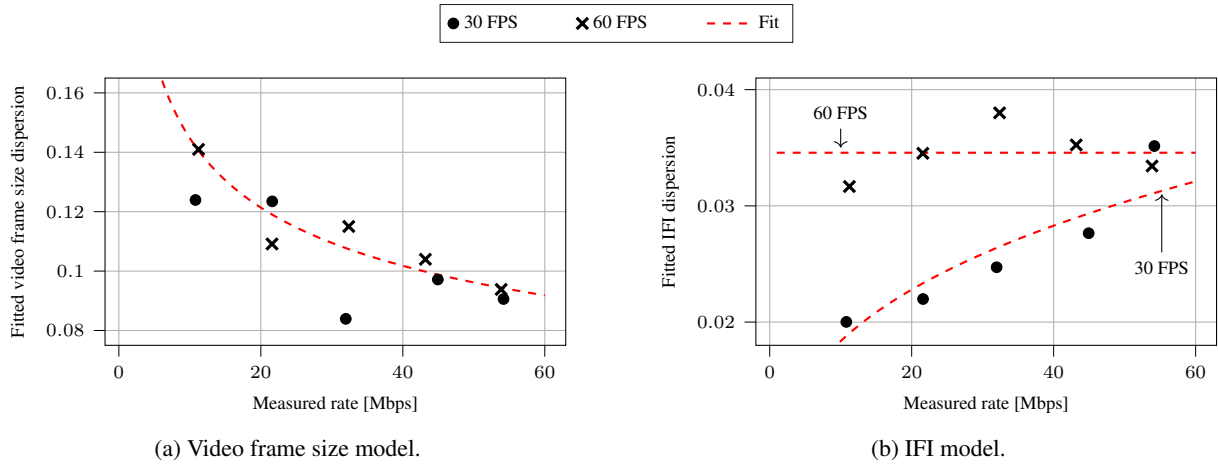 30 FPS 60 FPS Fit
Fitted video frame size dispersion
0.16
0.14
0.12
0.1
0.08
0 20 40 60
Measured rate [Mbps]
(a) Video frame size model.
Fitted IFI dispersion
0.04
0.03
0.02
60 FPS
30 FPS
0 20 40 60
Measured rate [Mbps]
(b) IFI model.